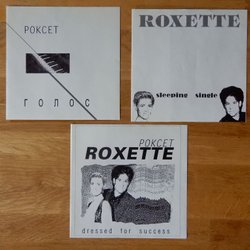 РОКСЕТ
ГОЛОС
ROXETTE
sleeping single
РОКСЕТ
ROXETTE
dressed for success